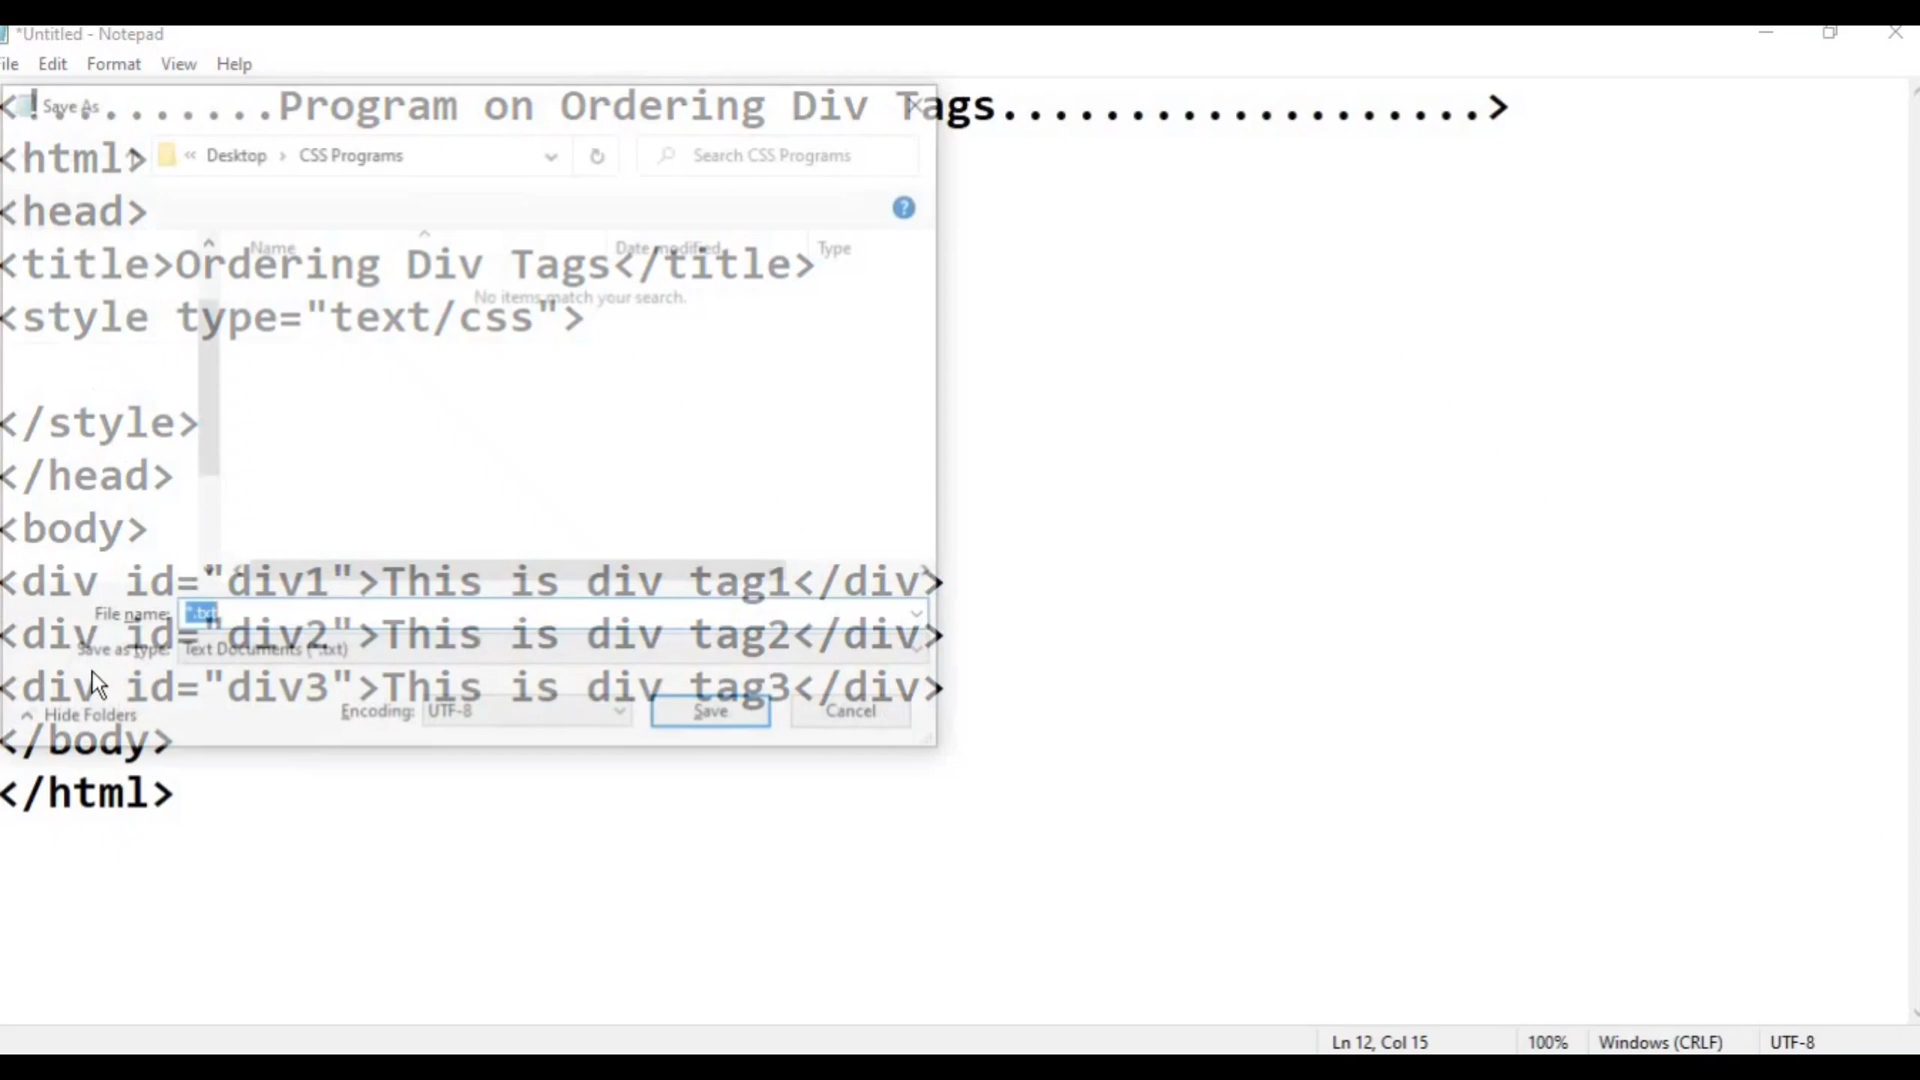 *Untitled - Notepad
File Edit Format View Help
Save As
<!.........Program on Ordering Div Tags...................>
<html>
« Desktop › CSS Programs
Search CSS Programs
<head>
Name Date modified Type
<title>Ordering Div Tags</title>
No items match your search.
<style type="text/css">
</style>
</head>
<body>
<div id="div1">This is div tag1</div>
File name: *.txt
<div id="div2">This is div tag2</div>
Save as type: Text Documents (*.txt)
<div id="div3">This is div tag3</div>
Hide Folders
Encoding: UTF-8
Save
Cancel
</body>
</html>
Ln 12, Col 15 100% Windows (CRLF) UTF-8